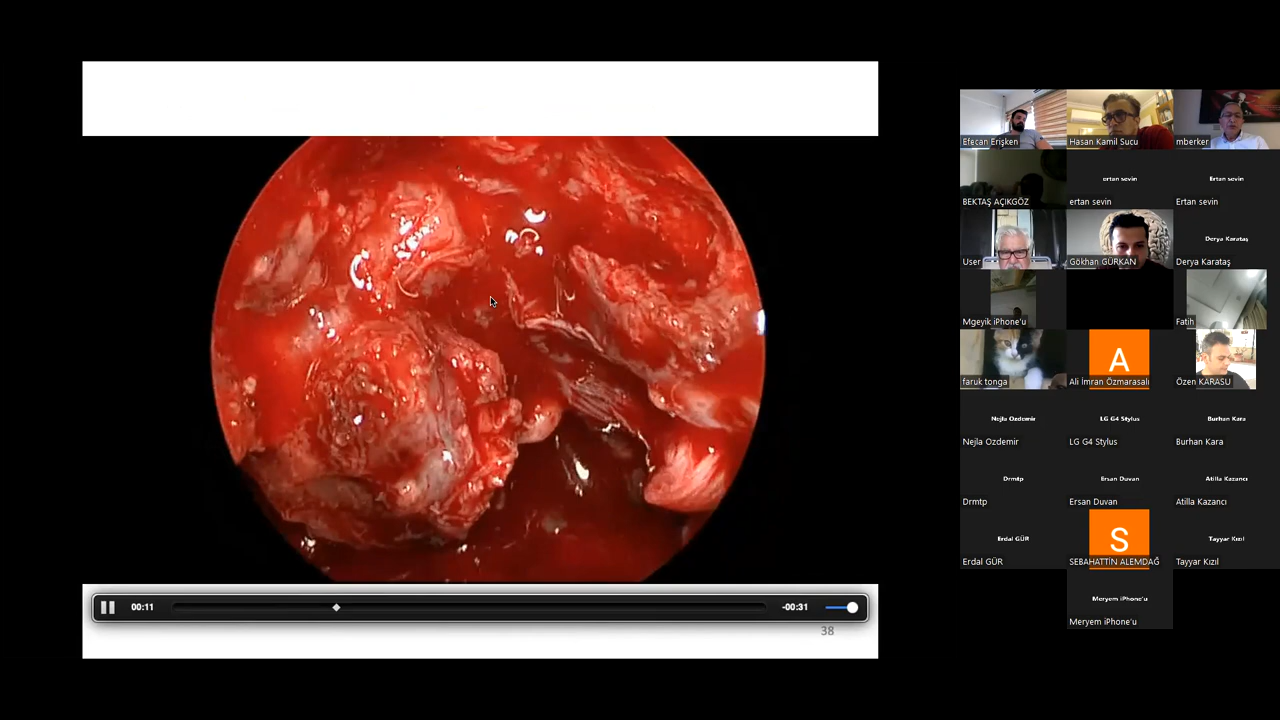 00:11
-00:31
38
Efecan Erişken
Hasan Kamil Sucu
mberker
ertan sevin
Ertan sevin
BEKTAŞ AÇIKGÖZ
ertan sevin
Ertan sevin
Derya Karataş
User
Gökhan GÜRKAN
Derya Karataş
Mgeyik iPhone'u
Fatih
A
faruk tonga
Ali İmran Özmarasalı
Özen KARASU
Nejla Ozdemir
LG G4 Stylus
Burhan Kara
Nejla Ozdemir
LG G4 Stylus
Burhan Kara
Drmtp
Ersan Duvan
Atilla Kazancı
Drmtp
Ersan Duvan
Atilla Kazancı
Erdal GÜR
S
Tayyar Kızıl
Erdal GÜR
SEBAHATTİN ALEMDAĞ
Tayyar Kızıl
Meryem iPhone'u
Meryem iPhone'u